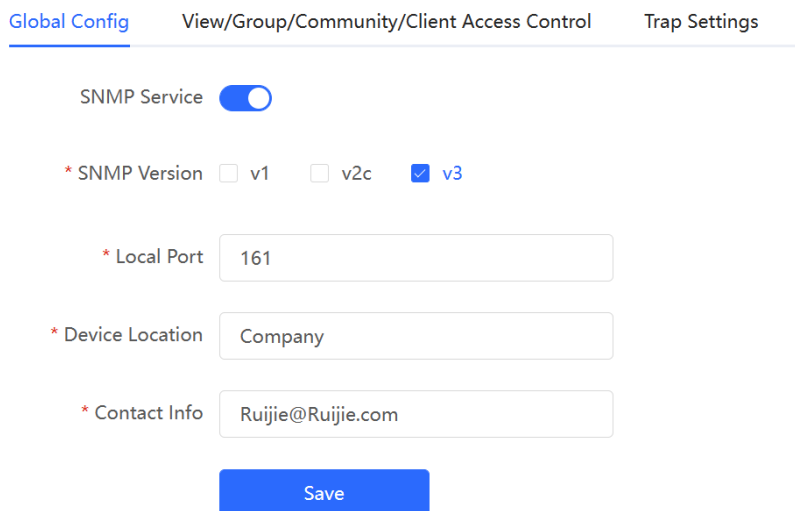 Global Config View/Group/Community/Client Access Control Trap Settings
SNMP Service
* SNMP Version v1 v2c v3
* Local Port 161
* Device Location Company
* Contact Info Ruijie@Ruijie.com
Save